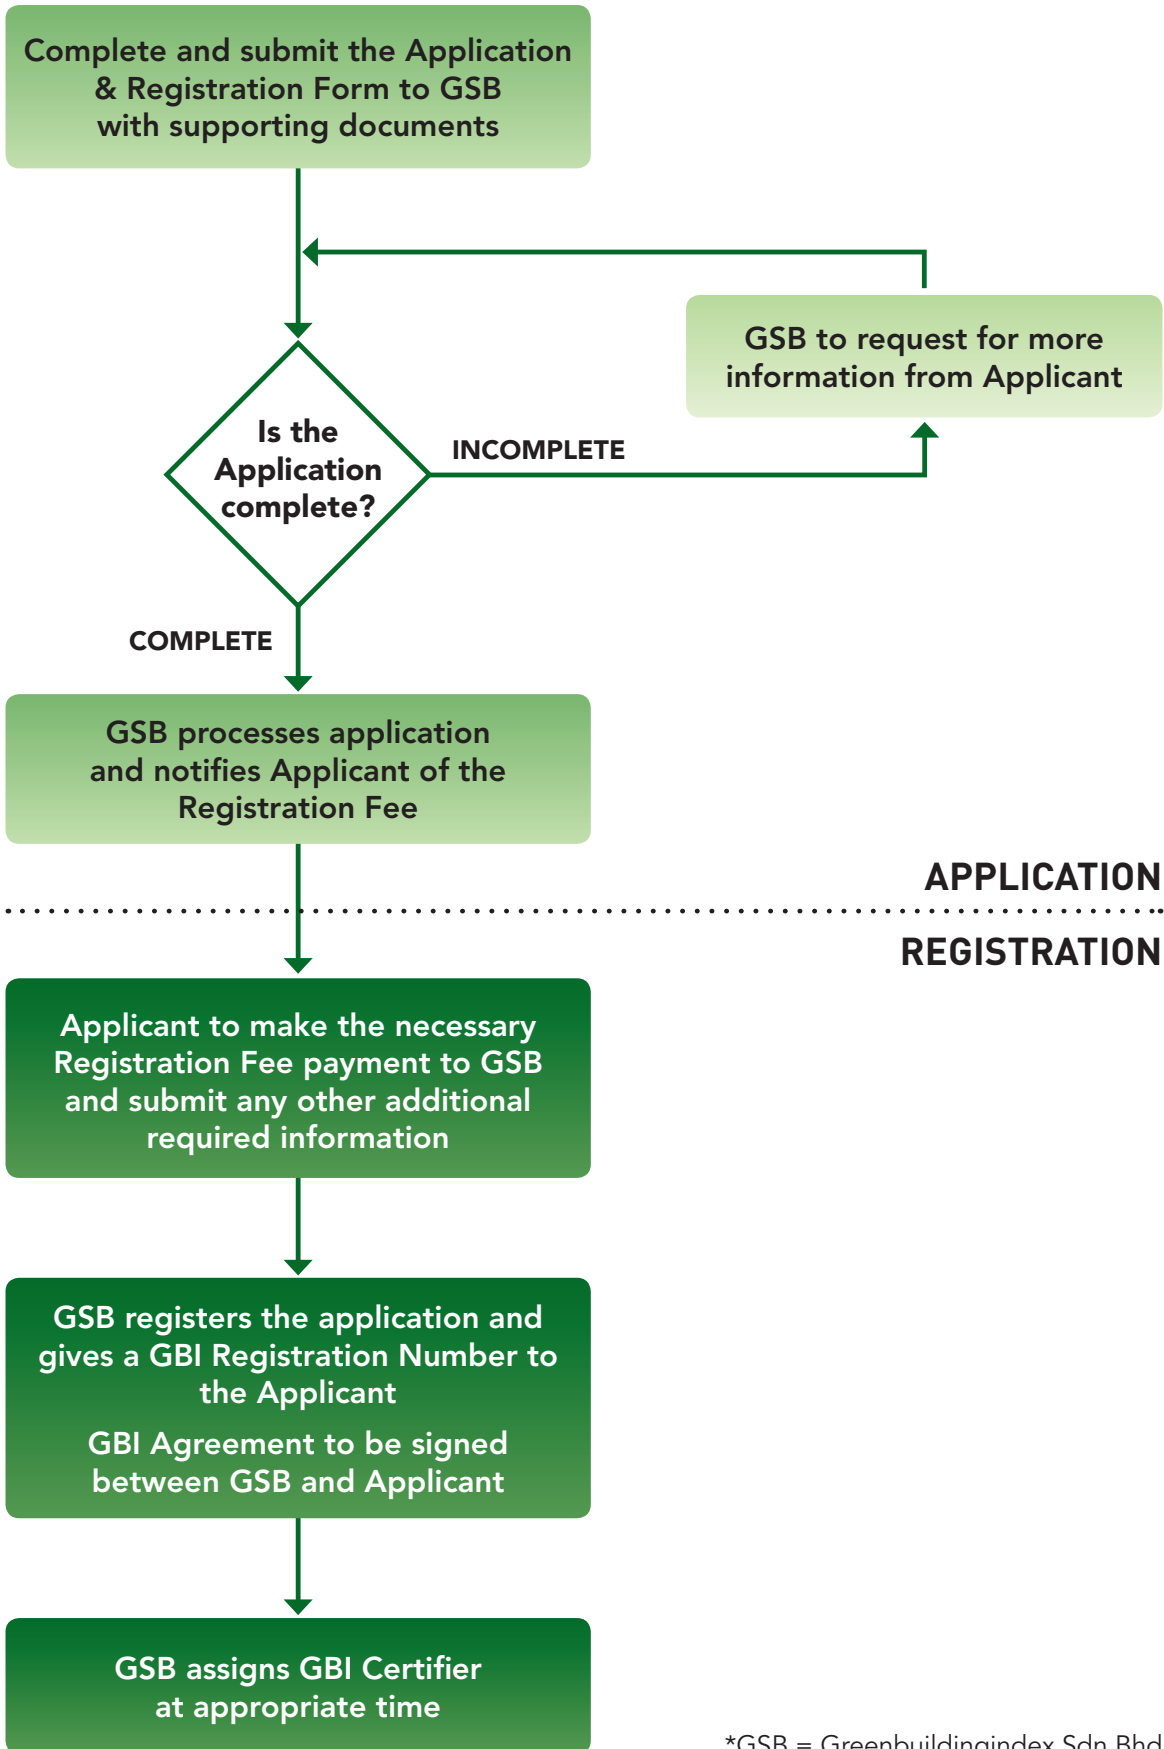 Complete and submit the Application
& Registration Form to GSB
with supporting documents
GSB to request for more
information from Applicant
Is the
Application
complete?
INCOMPLETE
COMPLETE
GSB processes application
and notifies Applicant of the
Registration Fee
APPLICATION
REGISTRATION
Applicant to make the necessary
Registration Fee payment to GSB
and submit any other additional
required information
GSB registers the application and
gives a GBI Registration Number to
the Applicant
GBI Agreement to be signed
between GSB and Applicant
GSB assigns GBI Certifier
at appropriate time
*GSB = Greenbuildingindex Sdn Bhd